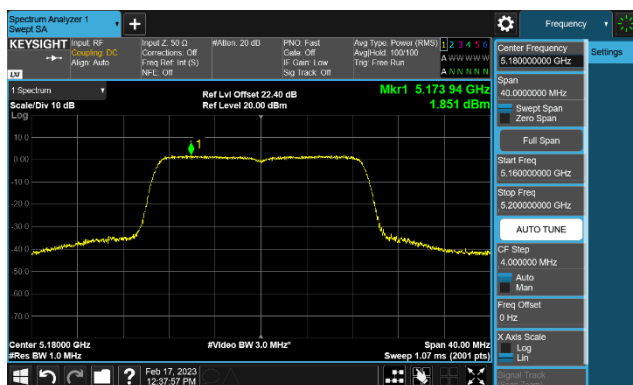 Spectrum Analyzer 1
Swept SA
+
Frequency
KEYSIGHT
Input: RF
Coupling: DC
Align: Auto
Input Z: 50 Ω
Corrections: Off
Freq Ref: Int (S)
NFE: Off
#Atten: 20 dB
PNO: Fast
Gate: Off
IF Gain: Low
Sig Track: Off
Avg Type: Power (RMS)
Avg|Hold: 100/100
Trig: Free Run
1 2 3 4 5 6
A W W W W W
A N N N N N
LXI
Center Frequency
5.180000000 GHz
Settings
Span
40.0000000 MHz
Swept Span
Zero Span
Full Span
Start Freq
5.160000000 GHz
Stop Freq
5.200000000 GHz
AUTO TUNE
CF Step
4.000000 MHz
Auto
Man
Freq Offset
0 Hz
X Axis Scale
Log
Lin
Signal Track
1 Spectrum
Scale/Div 10 dB
Log
Ref Lvl Offset 22.40 dB
Ref Level 20.00 dBm
Mkr1 5.173 94 GHz
1.851 dBm
1
10.0
0.00
-10.0
-20.0
-30.0
-40.0
-50.0
-60.0
-70.0
Center 5.18000 GHz
#Res BW 1.0 MHz
#Video BW 3.0 MHz*
Span 40.00 MHz
Sweep 1.07 ms (2001 pts)
?
Feb 17, 2023
12:37:57 PM